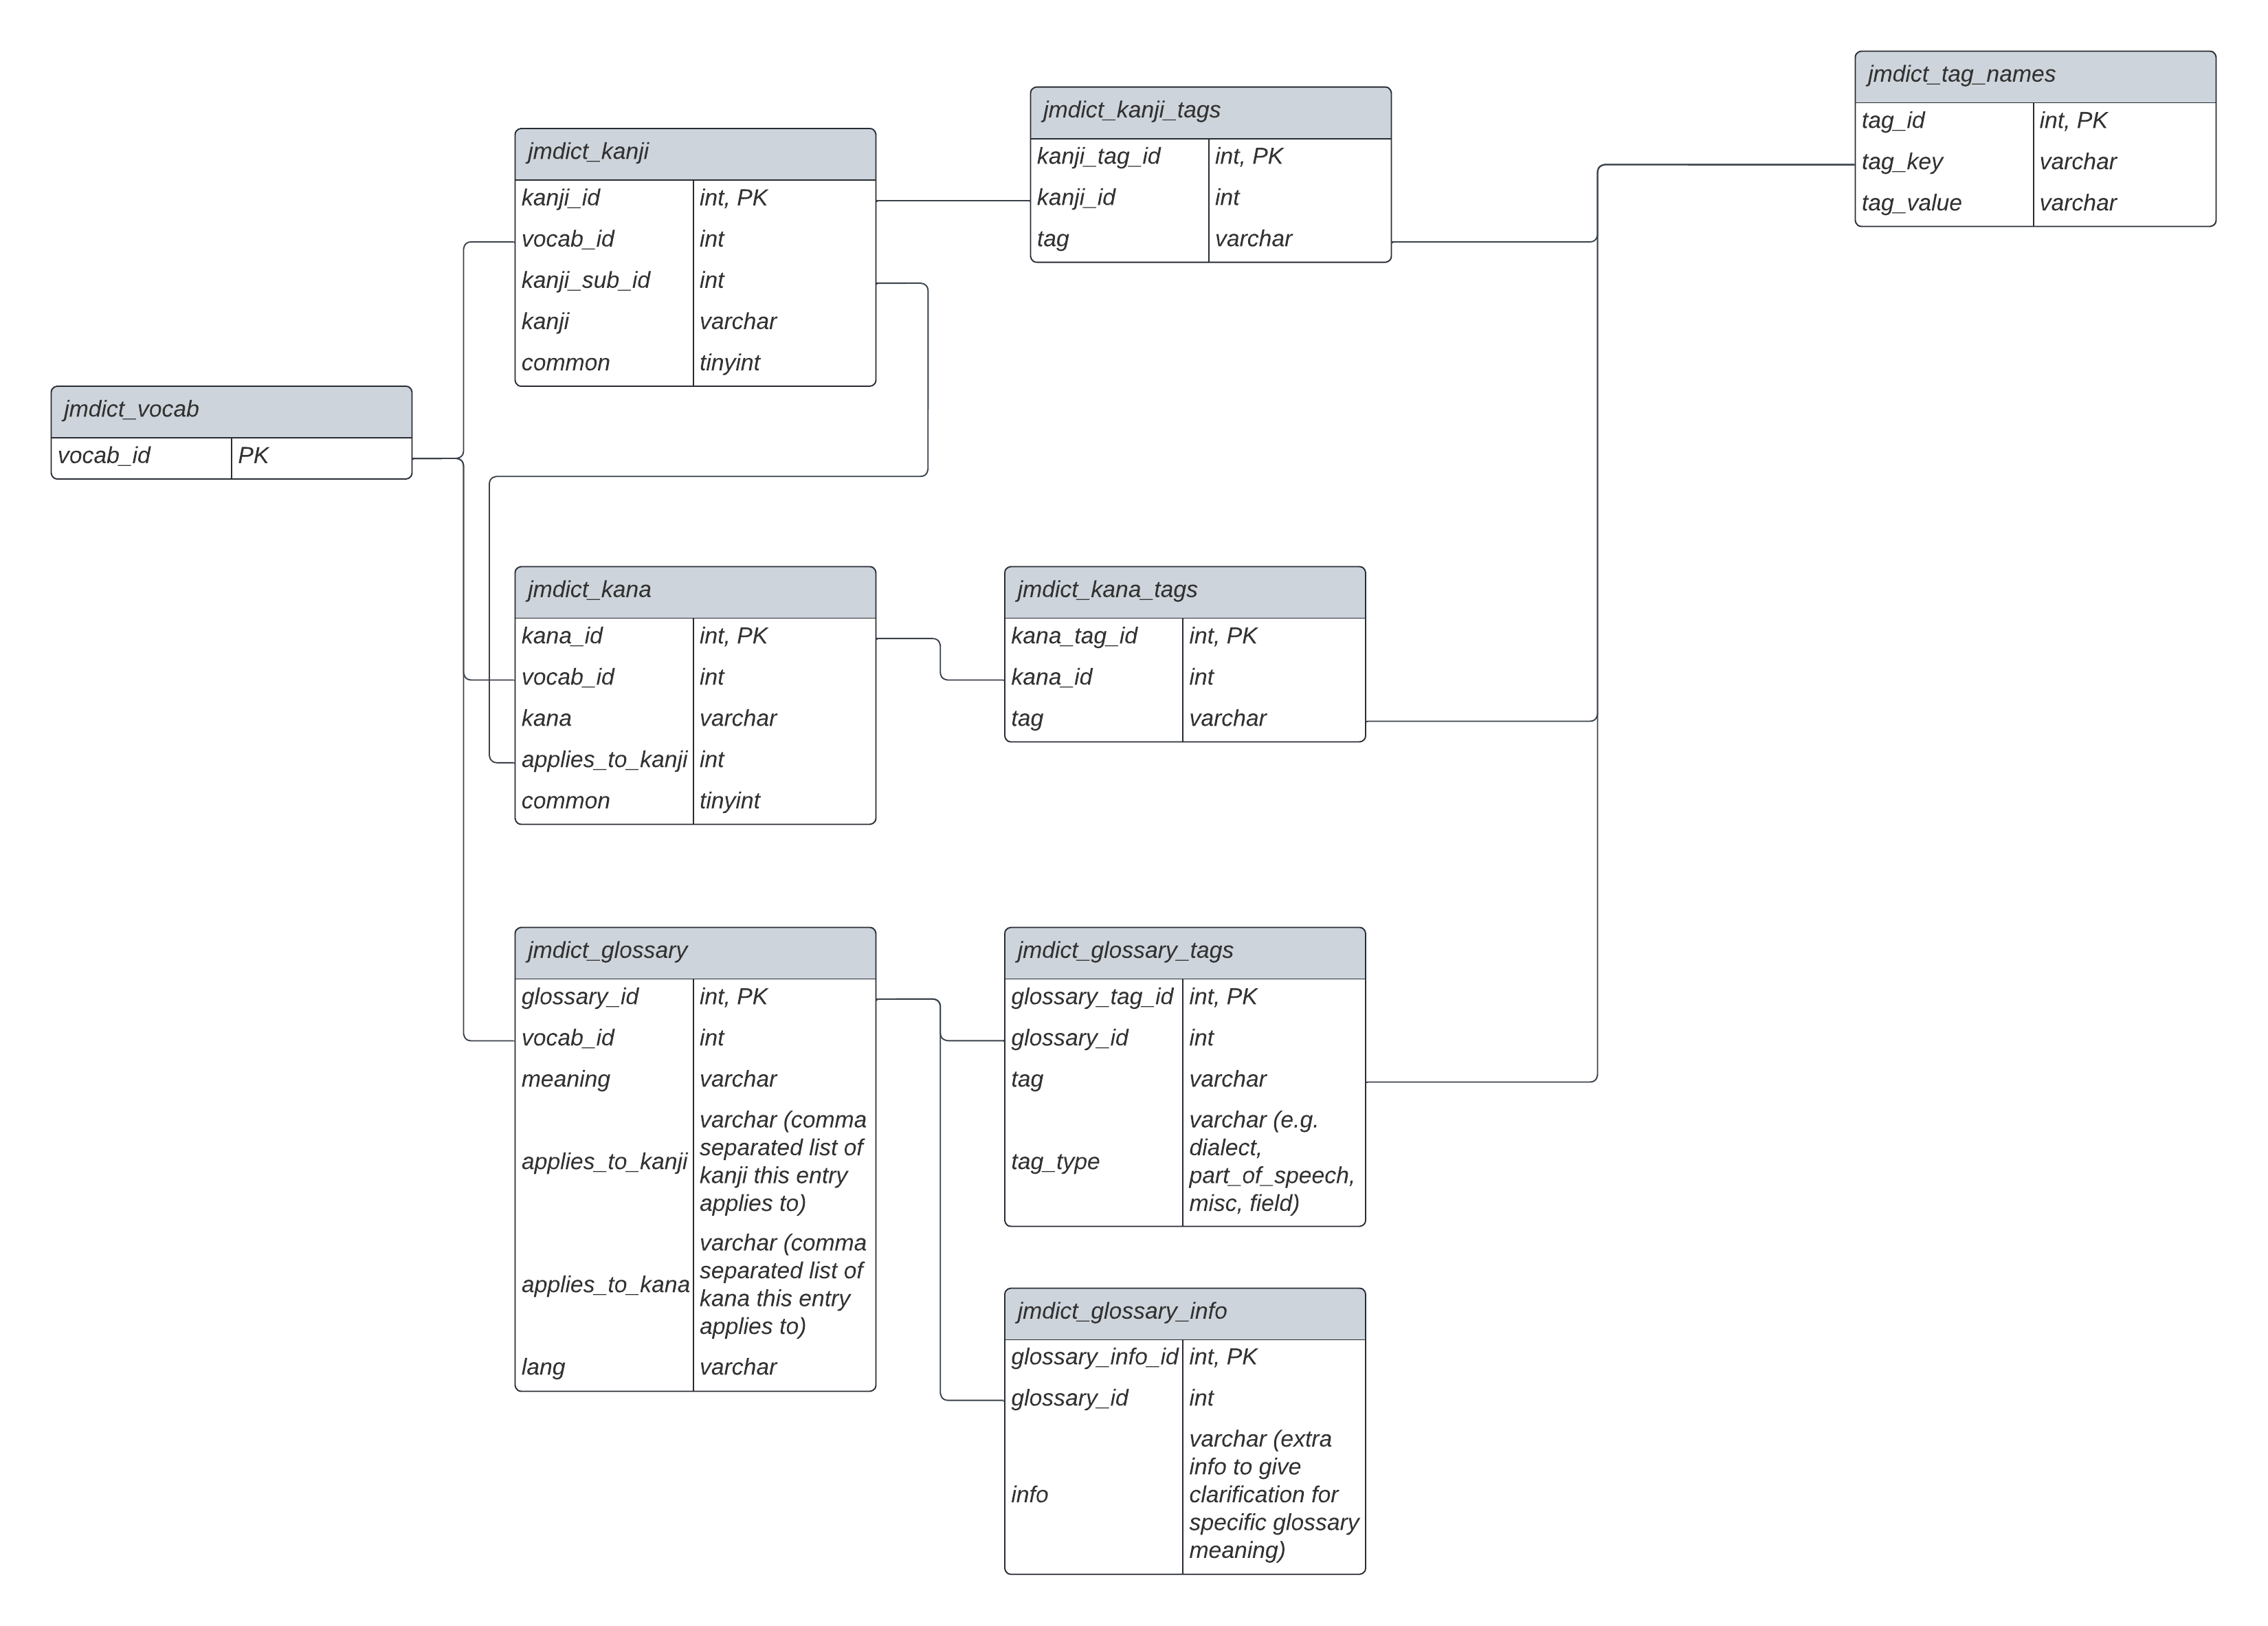 jmdict_tag_names
tag_id int, PK
tag_key varchar
tag_value varchar
jmdict_kanji_tags
kanji_tag_id int, PK
kanji_id int
tag varchar
jmdict_kanji
kanji_id int, PK
vocab_id int
kanji_sub_id int
kanji varchar
common tinyint
jmdict_vocab
vocab_id PK
jmdict_kana
kana_id int, PK
vocab_id int
kana varchar
applies_to_kanji int
common tinyint
jmdict_kana_tags
kana_tag_id int, PK
kana_id int
tag varchar
jmdict_glossary
glossary_id int, PK
vocab_id int
meaning varchar
applies_to_kanji
varchar (comma
separated list of
kanji this entry
applies to)
applies_to_kana
varchar (comma
separated list of
kana this entry
applies to)
lang varchar
jmdict_glossary_tags
glossary_tag_id int, PK
glossary_id int
tag varchar
tag_type
varchar (e.g.
dialect,
part_of_speech,
misc, field)
jmdict_glossary_info
glossary_info_id int, PK
glossary_id int
info
varchar (extra
info to give
clarification for
specific glossary
meaning)